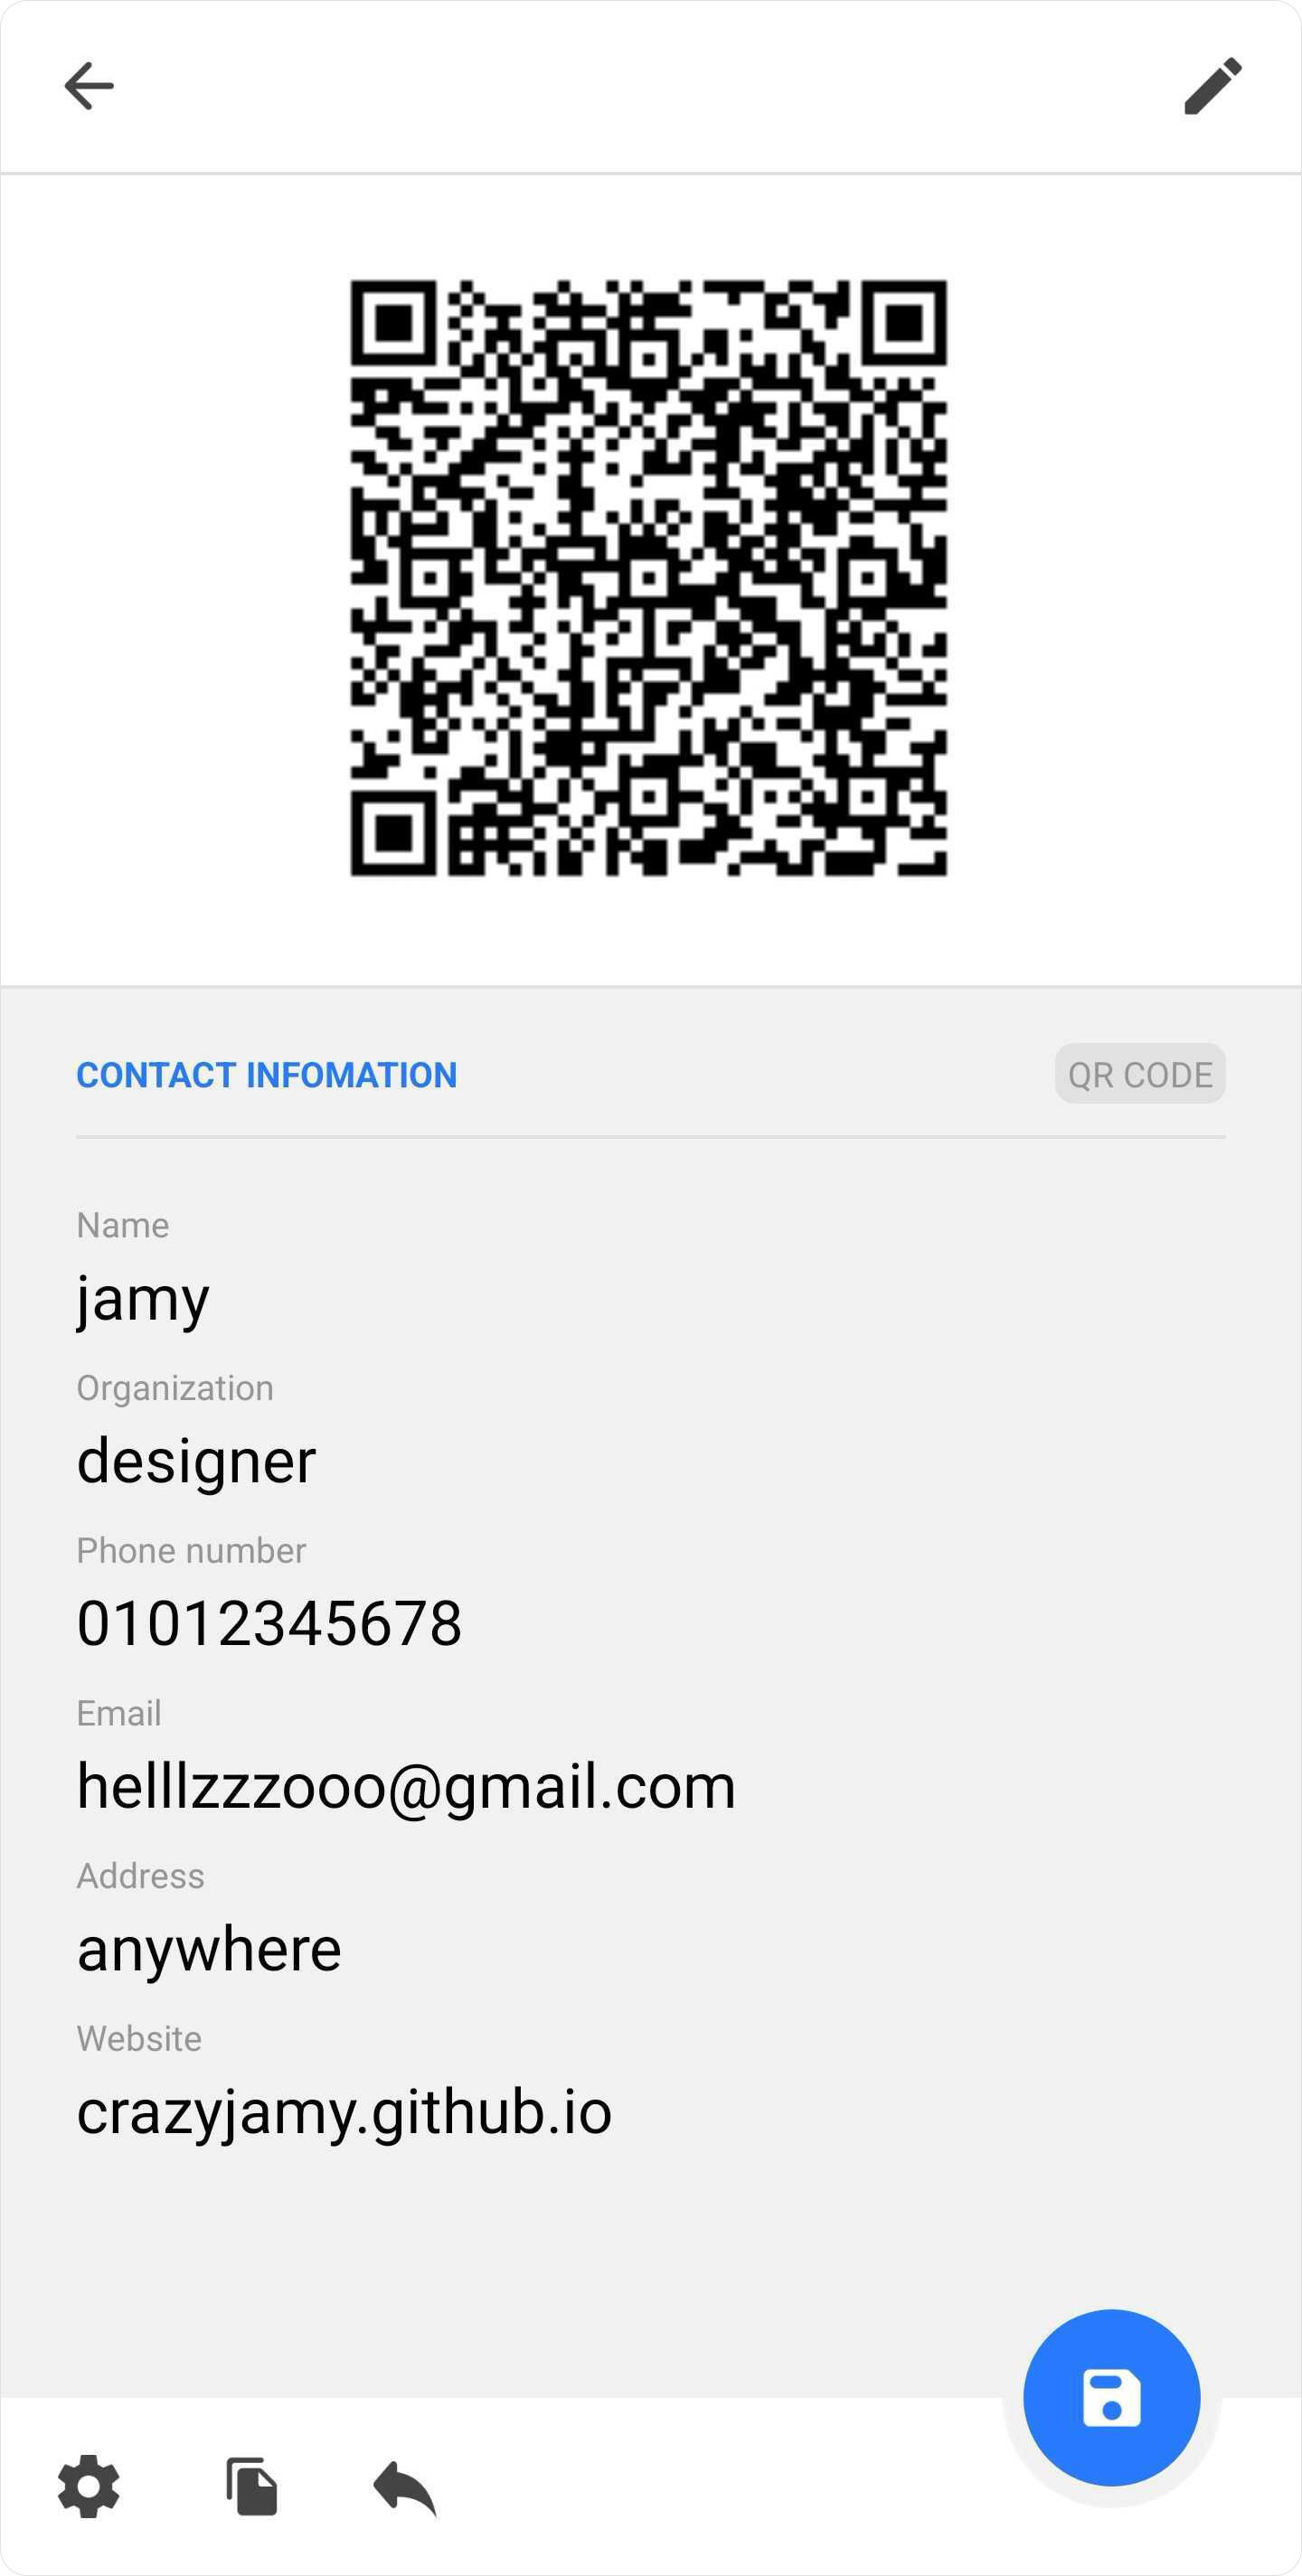 CONTACT INFOMATION
QR CODE
Name
jamy
Organization
designer
Phone number
01012345678
Email
helllzzzooo@gmail.com
Address
anywhere
Website
crazyjamy.github.io